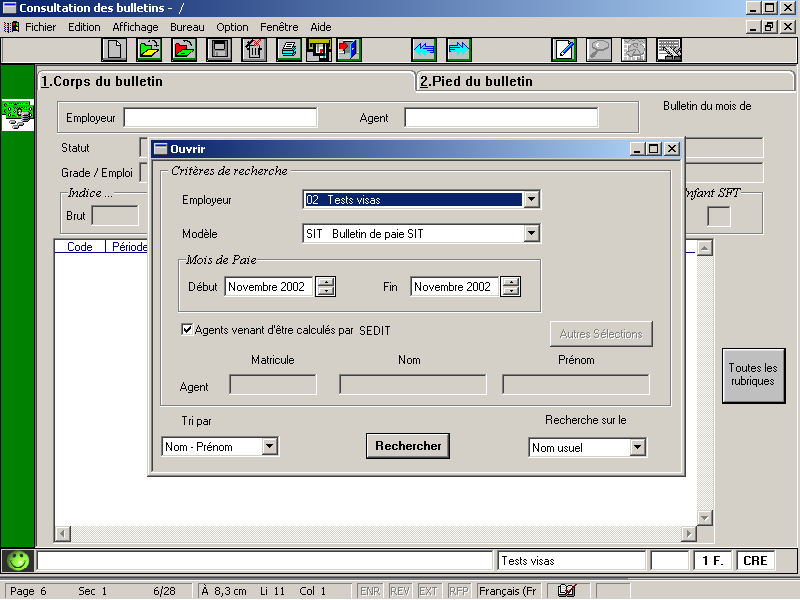 Consultation des bulletins - /
Fichier Edition Affichage Bureau Option Fenêtre Aide
1.Corps du bulletin 2.Pied du bulletin
Employeur Agent Bulletin du mois de
Statut
Grade / Emploi
Indice ... nfant SFT
Brut
Code Période
Ouvrir
Critères de recherche
Employeur 02 Tests visas
Modèle SIT Bulletin de paie SIT
Mois de Paie
Début Novembre 2002 Fin Novembre 2002
Agents venant d'être calculés par SEDIT Autres Sélections
Matricule Nom Prénom
Agent
Tri par Recherche sur le
Nom - Prénom Rechercher Nom usuel
Toutes les
rubriques
Tests visas 1 F. CRE
Page 6 Sec 1 6/28 À 8,3 cm Li 11 Col 1 ENR REV EXT RFP Français (Fr